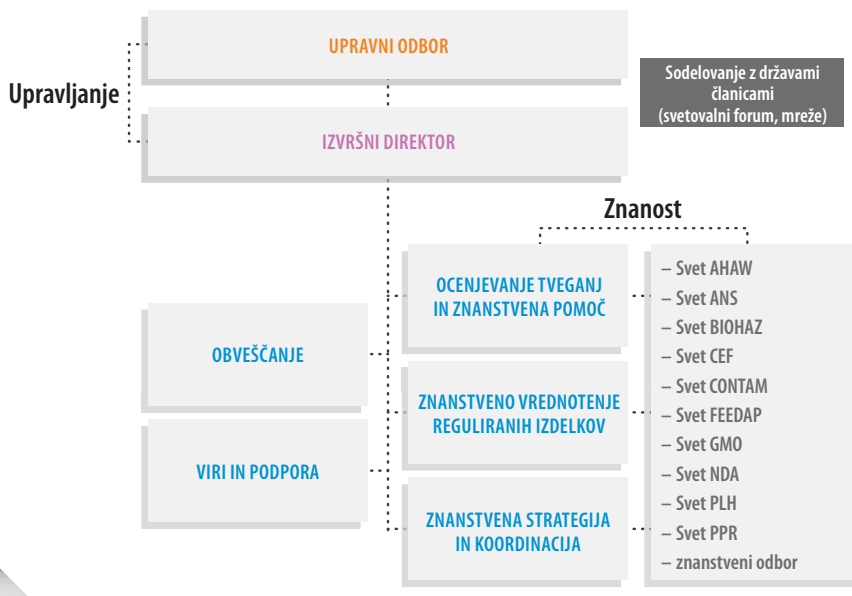 UPRAVNI ODBOR
Upravljanje
Sodelovanje z državami
članicami
(svetovalni forum, mreže)
IZVRŠNI DIREKTOR
Znanost
OCENJEVANJE TVEGANJ
IN ZNANSTVENA POMOČ
OBVEŠČANJE
ZNANSTVENO VREDNOTENJE
REGULIRANIH IZDELKOV
VIRI IN PODPORA
ZNANSTVENA STRATEGIJA
IN KOORDINACIJA
– Svet AHAW
– Svet ANS
– Svet BIOHAZ
– Svet CEF
– Svet CONTAM
– Svet FEEDAP
– Svet GMO
– Svet NDA
– Svet PLH
– Svet PPR
– znanstveni odbor